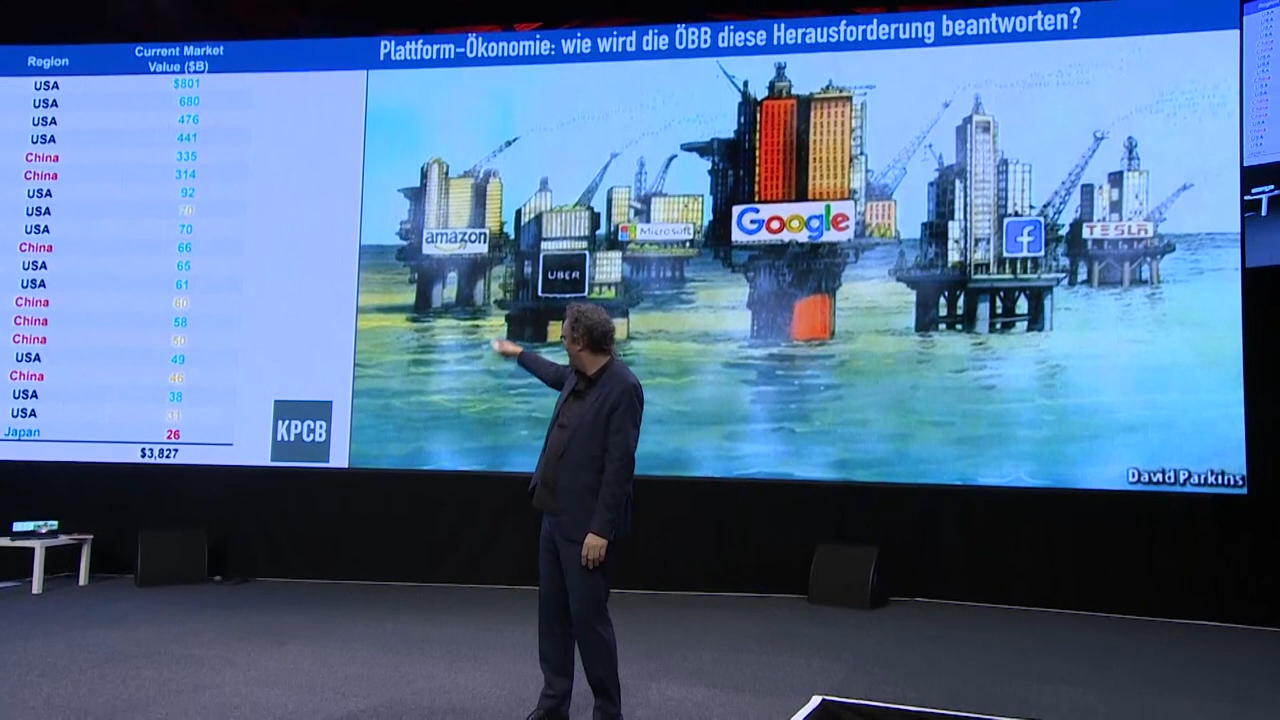 Plattform-Ökonomie: wie wird die ÖBB diese Herausforderung beantworten?
Region Current Market Value ($B)
USA $801
USA 680
USA 476
USA 441
China 335
China 314
USA 92
USA 70
USA 70
China 66
USA 65
USA 61
China 60
China 58
China 50
USA 49
China 46
USA 38
USA 31
Japan 26
$3,827
KPCB
amazon
UBER
Microsoft
Google
f
TESLA
David Parkins